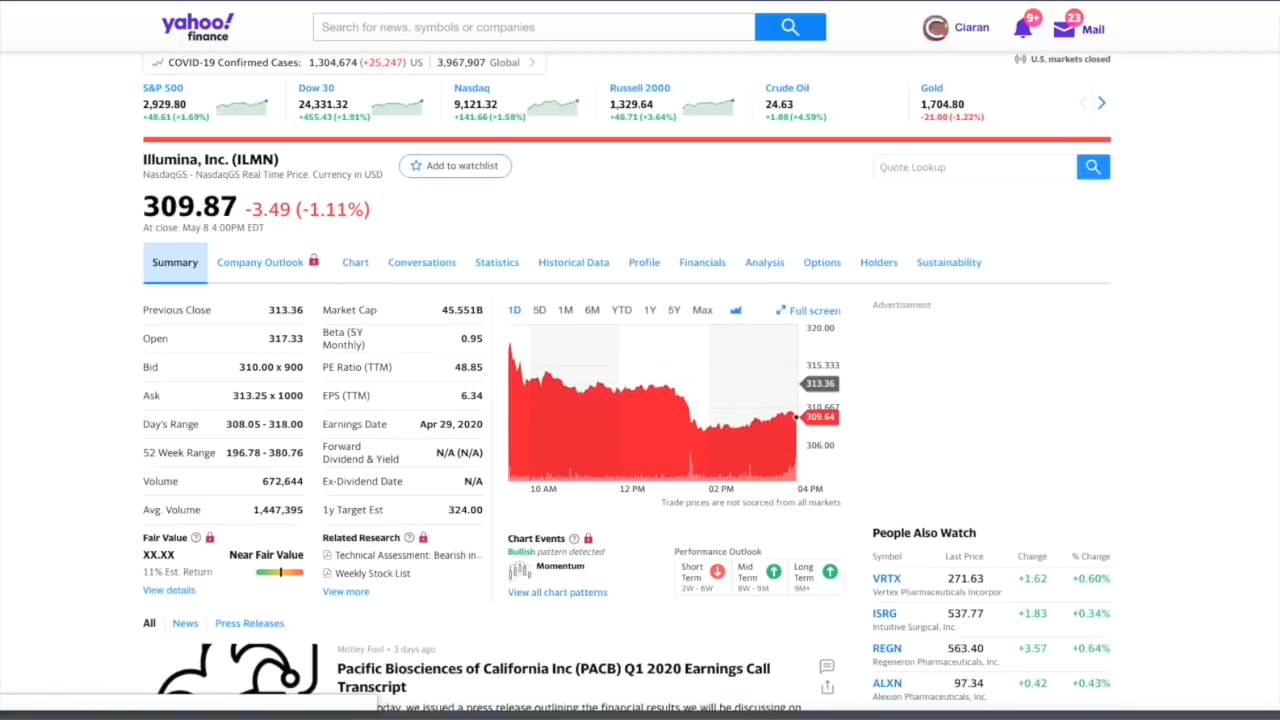 yahoo!
finance
Search for news, symbols or companies
Ciaran
9+
23
Mail
COVID-19 Confirmed Cases: 1,304,674 (+25,247) US 3,967,907 Global
U.S. markets closed
S&P 500 Dow 30 Nasdaq Russell 2000 Crude Oil Gold
2,929.80 24,331.32 9,121.32 1,329.64 24.63 1,704.80
+48.61 (+1.69%) +455.43 (+1.91%) +141.66 (+1.58%) +46.71 (+3.64%) +1.08 (+4.59%) -21.00 (-1.22%)
Illumina, Inc. (ILMN)
NasdaqGS - NasdaqGS Real Time Price. Currency in USD
Add to watchlist
Quote Lookup
309.87 -3.49 (-1.11%)
At close: May 8 4:00PM EDT
Summary Company Outlook Chart Conversations Statistics Historical Data Profile Financials Analysis Options Holders Sustainability
Previous Close 313.36
Open 317.33
Bid 310.00 x 900
Ask 313.25 x 1000
Day's Range 308.05 - 318.00
52 Week Range 196.78 - 380.76
Volume 672,644
Avg. Volume 1,447,395
Market Cap 45.551B
Beta (5Y
Monthly) 0.95
PE Ratio (TTM) 48.85
EPS (TTM) 6.34
Earnings Date Apr 29, 2020
Forward
Dividend & Yield N/A (N/A)
Ex-Dividend Date N/A
1y Target Est 324.00
1D 5D 1M 6M YTD 1Y 5Y Max
Full screen
320.00
315.333
313.36
310.667
309.64
306.00
10 AM 12 PM 02 PM 04 PM
Trade prices are not sourced from all markets
Advertisement
Fair Value
XX.XX Near Fair Value
11% Est. Return
View details
Related Research
Technical Assessment: Bearish in...
Weekly Stock List
View more
Chart Events
Bullish pattern detected
Momentum
View all chart patterns
Performance Outlook
Short
Term
2W - 6W
Mid
Term
6W - 9M
Long
Term
9M+
People Also Watch
Symbol Last Price Change % Change
VRTX 271.63 +1.62 +0.60%
Vertex Pharmaceuticals Incorpor
ISRG 537.77 +1.83 +0.34%
Intuitive Surgical, Inc.
REGN 563.40 +3.57 +0.64%
Regeneron Pharmaceuticals, Inc.
ALXN 97.34 +0.42 +0.43%
Alexion Pharmaceuticals, Inc.
All News Press Releases
Motley Fool • 3 days ago
Pacific Biosciences of California Inc (PACB) Q1 2020 Earnings Call
Transcript
we issued a press release outlining the financial results we will be discussing on